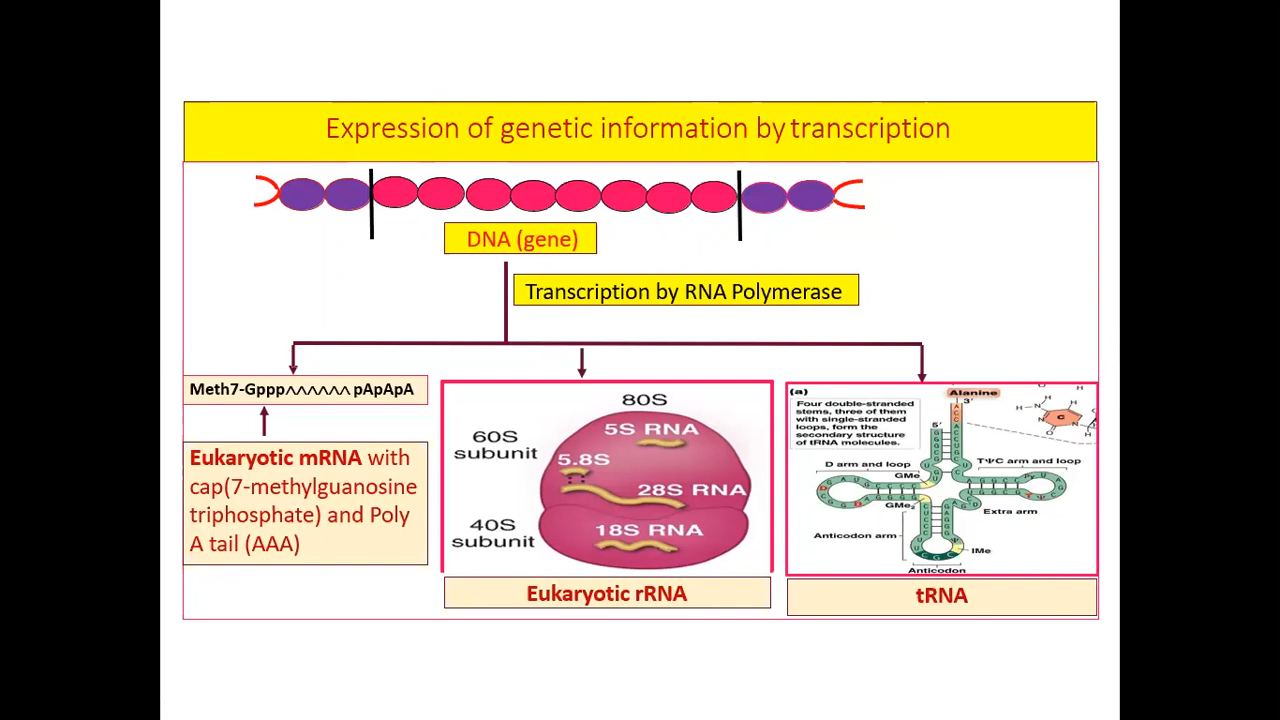 Expression of genetic information by transcription
DNA (gene)
Transcription by RNA Polymerase
Meth7-Gppp^^^^^^ pApApA
Eukaryotic mRNA with
cap(7-methylguanosine
triphosphate) and Poly
A tail (AAA)
80S
60S
subunit
5S RNA
5.8S
28S RNA
40S
subunit
18S RNA
Eukaryotic rRNA
(a)
Four double-stranded
stems, three of them
with single-stranded
loops, form the
secondary structure
of tRNA molecules.
Alanine
3'
5'
D arm and loop
TΨC arm and loop
GMe
GMe2
Extra arm
Anticodon arm
IMe
Anticodon
tRNA